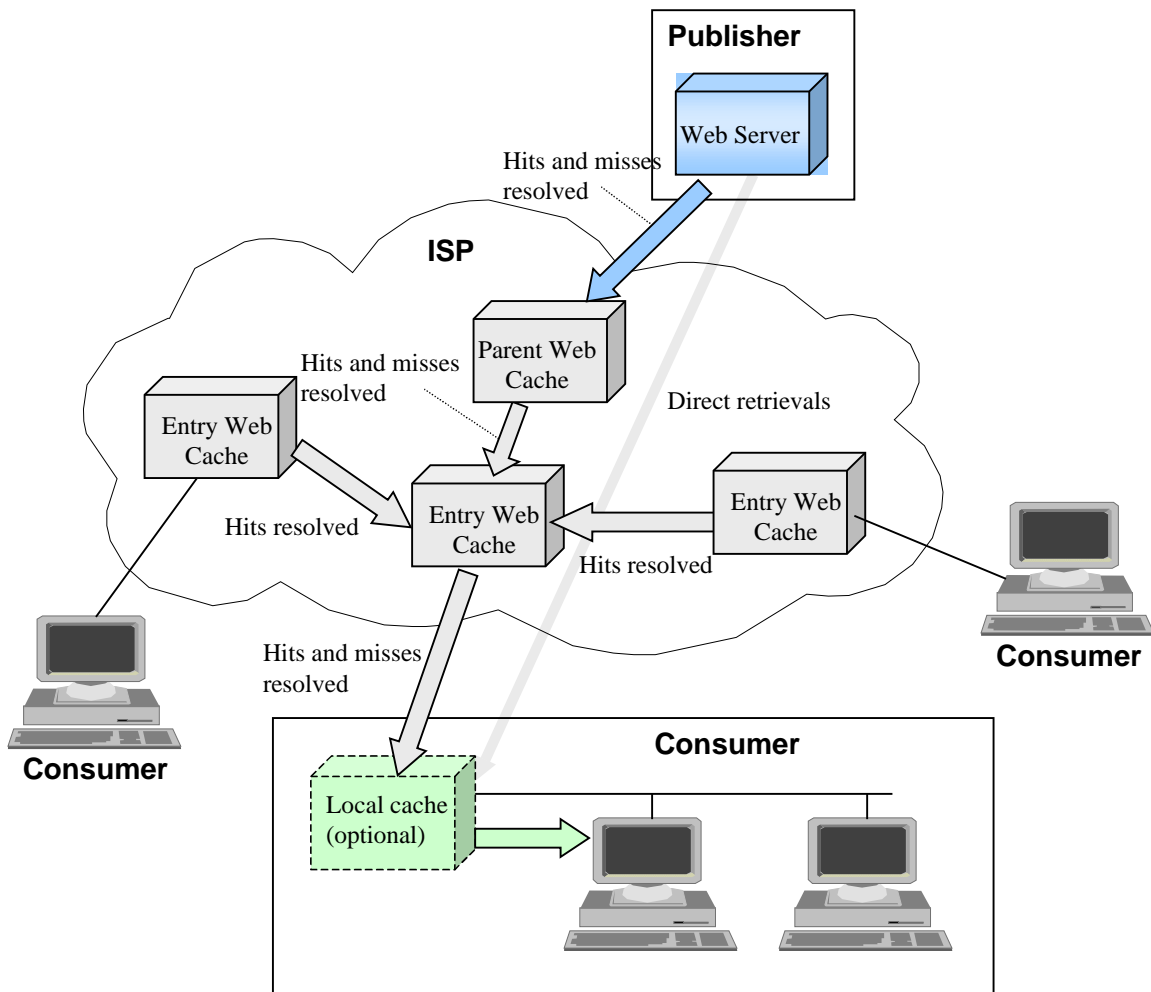 Publisher
Web Server
Hits and misses
resolved
ISP
Parent Web
Cache
Hits and misses
resolved
Direct retrievals
Entry Web
Cache
Entry Web
Cache
Entry Web
Cache
Hits resolved
Hits resolved
Hits and misses
resolved
Consumer
Consumer
Consumer
Local cache
(optional)